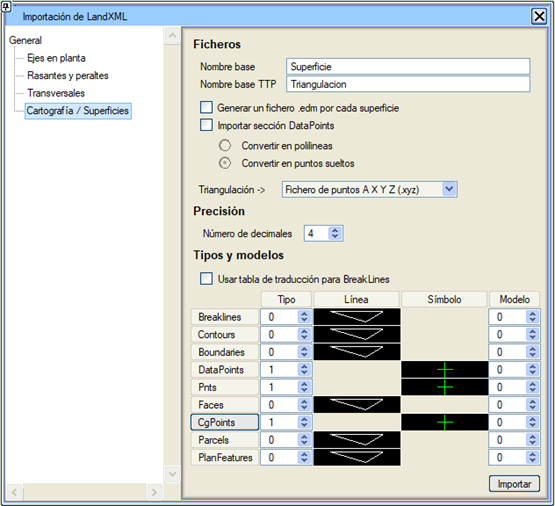 Importación de LandXML
General
Ejes en planta
Rasantes y peraltes
Transversales
Cartografía / Superficies
Ficheros
Nombre base Superficie
Nombre base TTP Triangulacion
Generar un fichero .edm por cada superficie
Importar sección DataPoints
Convertir en polilíneas
Convertir en puntos sueltos
Triangulación -> Fichero de puntos A X Y Z (.xyz)
Precisión
Número de decimales 4
Tipos y modelos
Usar tabla de traducción para BreakLines
Tipo Línea Símbolo Modelo
Breaklines 0 0
Contours 0 0
Boundaries 0 0
DataPoints 1 0
Pnts 1 0
Faces 0 0
CgPoints 1 0
Parcels 0 0
PlanFeatures 0 0
Importar